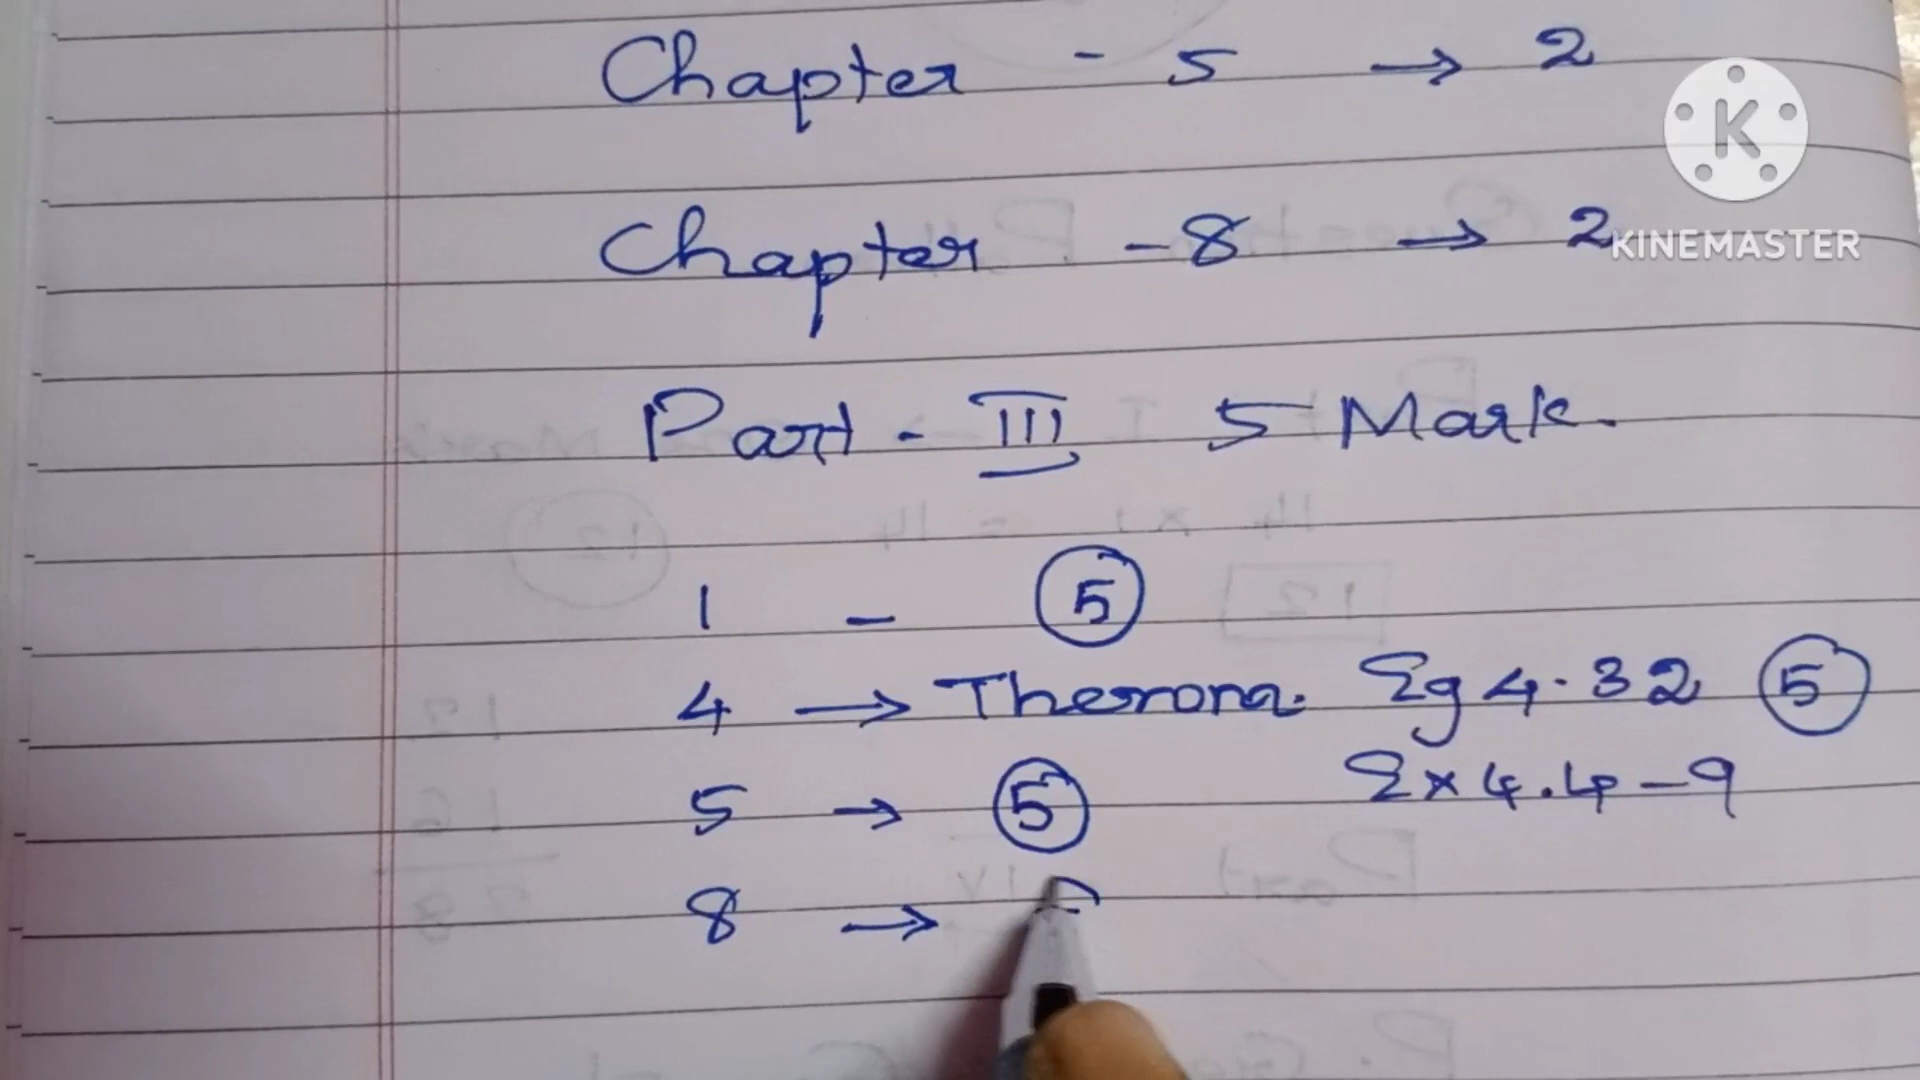 Chapter - 5 → 2
Chapter - 8 → 2
K
KINEMASTER
Part - III 5 Mark.
1 - 5
4 → Therom. Eg 4.32 5
5 → 5 Ex 4.4 - 9
8 →